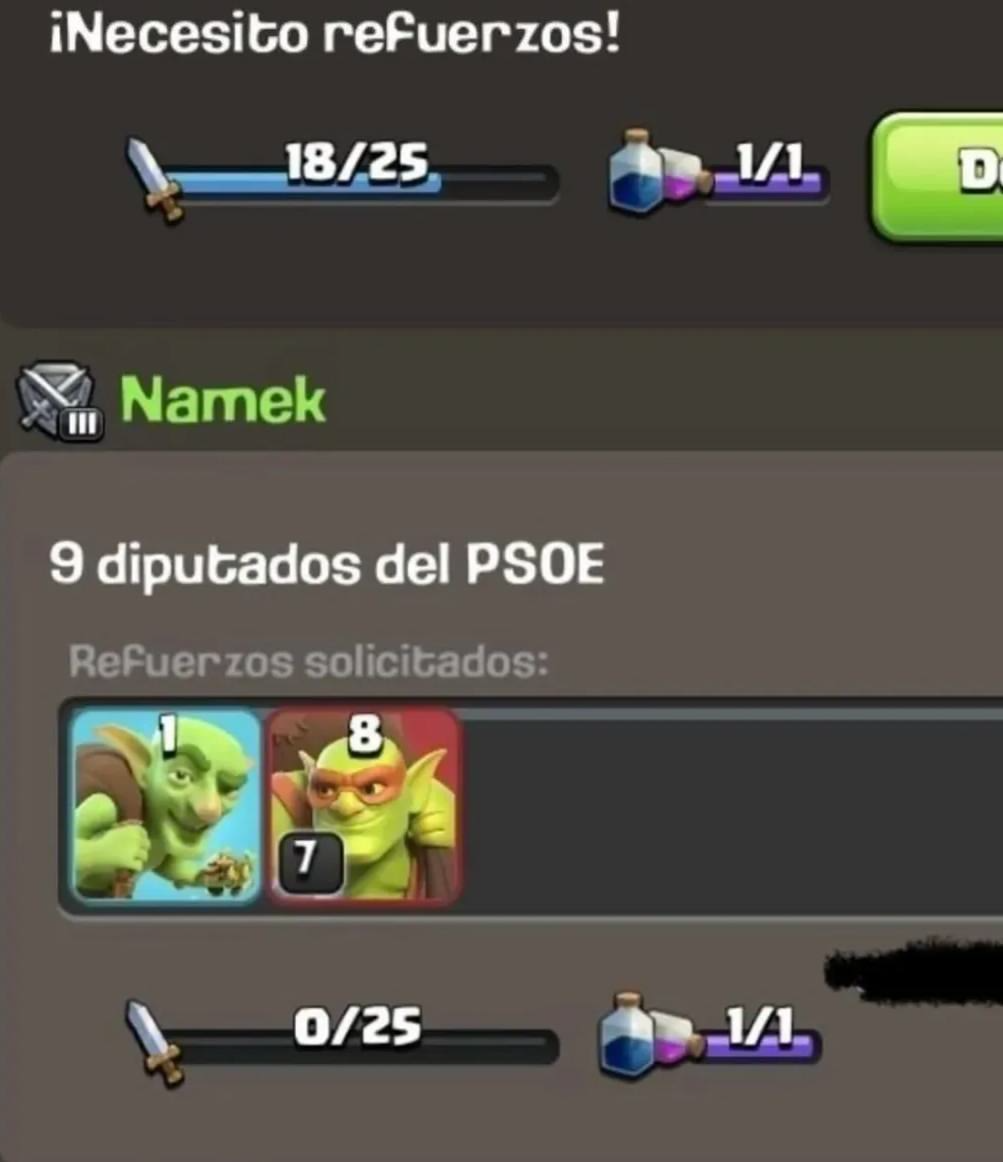 ¡Necesito refuerzos!
18/25 1/1
III Namek
9 diputados del PSOE
Refuerzos solicitados:
1 8
7
0/25 1/1